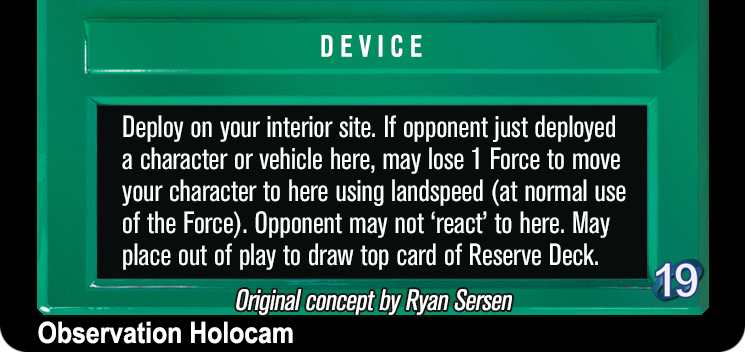 DEVICE
Deploy on your interior site. If opponent just deployed
a character or vehicle here, may lose 1 Force to move
your character to here using landspeed (at normal use
of the Force). Opponent may not ‘react’ to here. May
place out of play to draw top card of Reserve Deck.
19
Original concept by Ryan Sersen
Observation Holocam